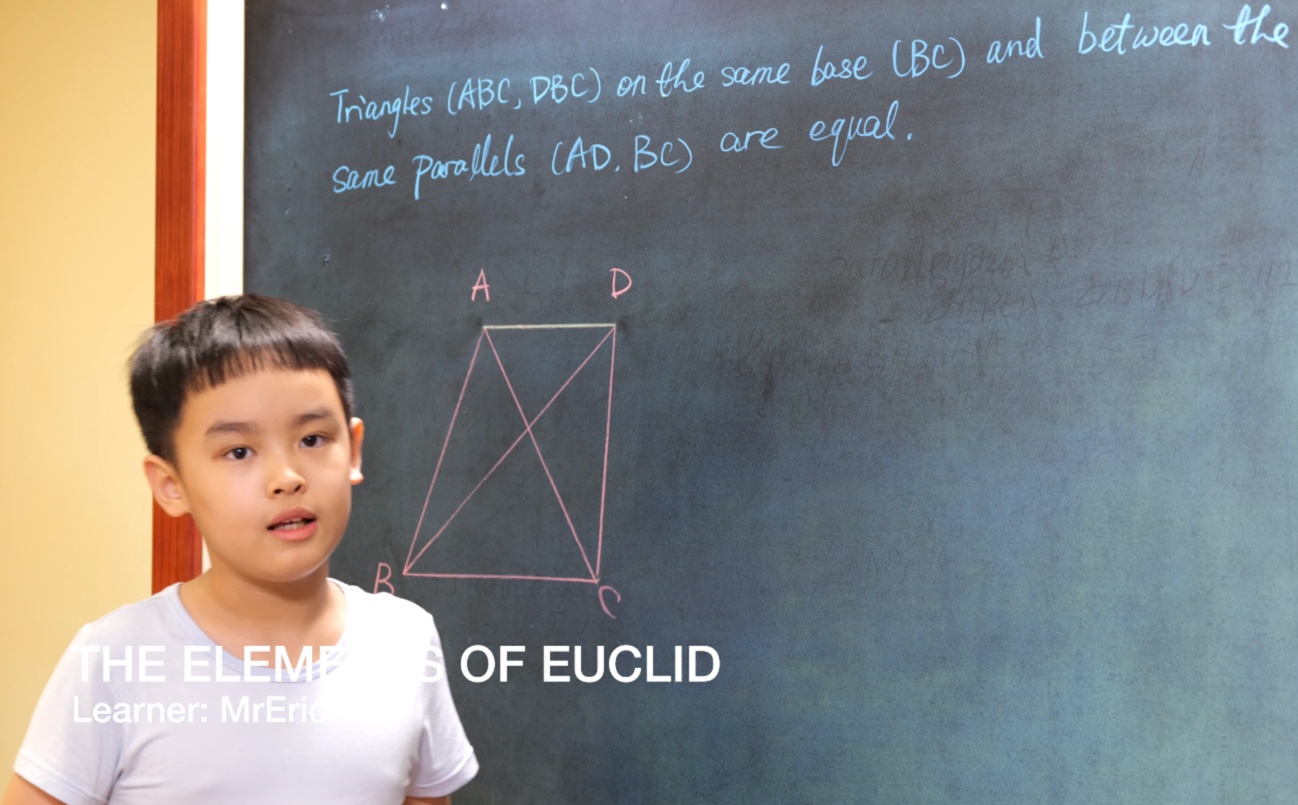 Triangles (ABC, DBC) on the same base (BC) and between the
same parallels (AD, BC) are equal.
A D
B C
THE ELEMENTS OF EUCLID
Learner: MrEric